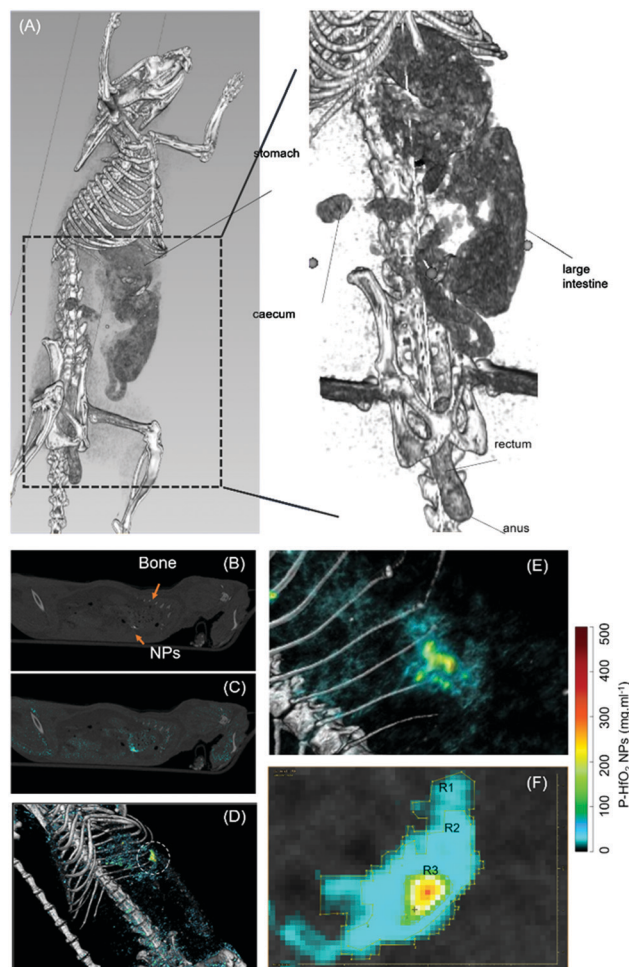 (A)
stomach
caecum
large
intestine
rectum
anus
(B)
Bone
NPs
(C)
(D)
(E)
(F)
R1
R2
R3
500
400
300
200
100
0
P-HfO₂ NPs (mg.ml⁻¹)